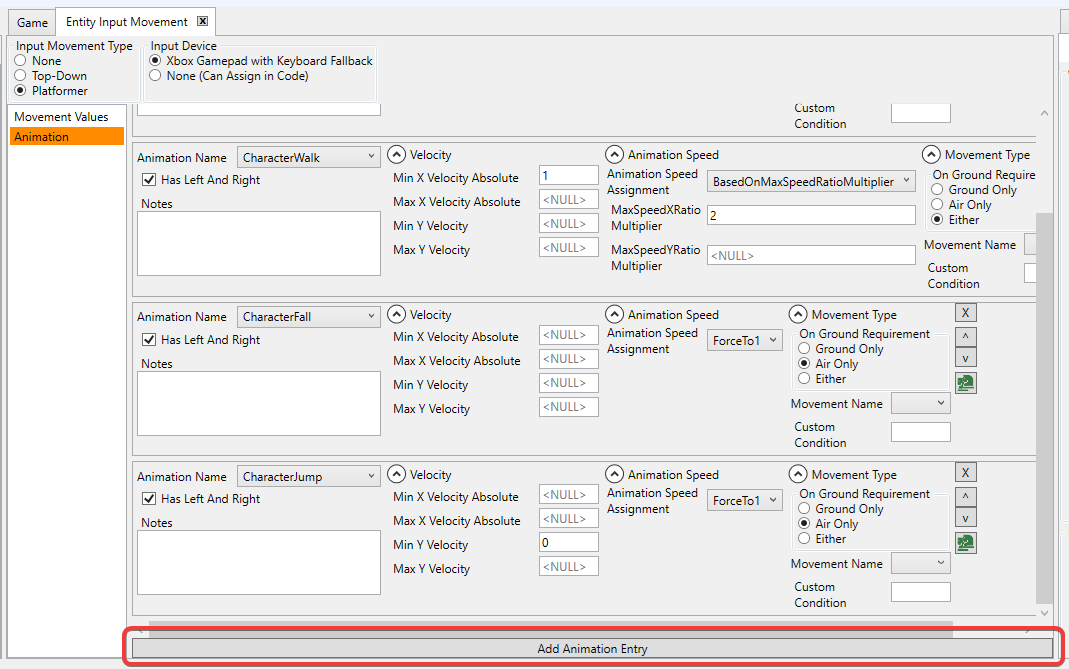 Game
Entity Input Movement
Input Movement Type
None
Top-Down
Platformer
Input Device
Xbox Gamepad with Keyboard Fallback
None (Can Assign in Code)
Movement Values
Animation
Custom
Condition
Animation Name CharacterWalk
Has Left And Right
Notes
Velocity
Min X Velocity Absolute 1
Max X Velocity Absolute <NULL>
Min Y Velocity <NULL>
Max Y Velocity <NULL>
Animation Speed
Animation Speed
Assignment
BasedOnMaxSpeedRatioMultiplier
MaxSpeedXRatio
Multiplier
2
MaxSpeedYRatio
Multiplier
<NULL>
Movement Type
On Ground Require
Ground Only
Air Only
Either
Movement Name
Custom
Condition
Animation Name CharacterFall
Has Left And Right
Notes
Velocity
Min X Velocity Absolute <NULL>
Max X Velocity Absolute <NULL>
Min Y Velocity <NULL>
Max Y Velocity <NULL>
Animation Speed
Animation Speed
Assignment
ForceTo1
Movement Type
On Ground Requirement
Ground Only
Air Only
Either
Movement Name
Custom
Condition
X
^
v
Animation Name CharacterJump
Has Left And Right
Notes
Velocity
Min X Velocity Absolute <NULL>
Max X Velocity Absolute <NULL>
Min Y Velocity 0
Max Y Velocity <NULL>
Animation Speed
Animation Speed
Assignment
ForceTo1
Movement Type
On Ground Requirement
Ground Only
Air Only
Either
Movement Name
Custom
Condition
X
^
v
Add Animation Entry